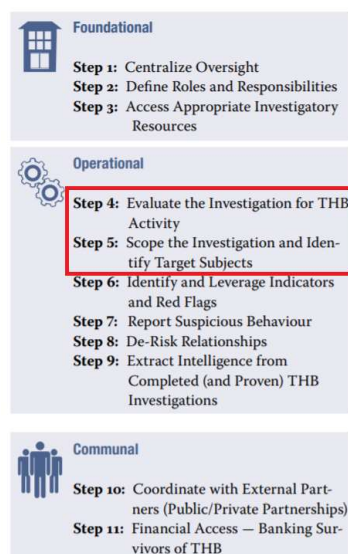 Foundational
Step 1: Centralize Oversight
Step 2: Define Roles and Responsibilities
Step 3: Access Appropriate Investigatory
Resources
Operational
Step 4: Evaluate the Investigation for THB
Activity
Step 5: Scope the Investigation and Iden-
tify Target Subjects
Step 6: Identify and Leverage Indicators
and Red Flags
Step 7: Report Suspicious Behaviour
Step 8: De-Risk Relationships
Step 9: Extract Intelligence from
Completed (and Proven) THB
Investigations
Communal
Step 10: Coordinate with External Part-
ners (Public/Private Partnerships)
Step 11: Financial Access — Banking Sur-
vivors of THB